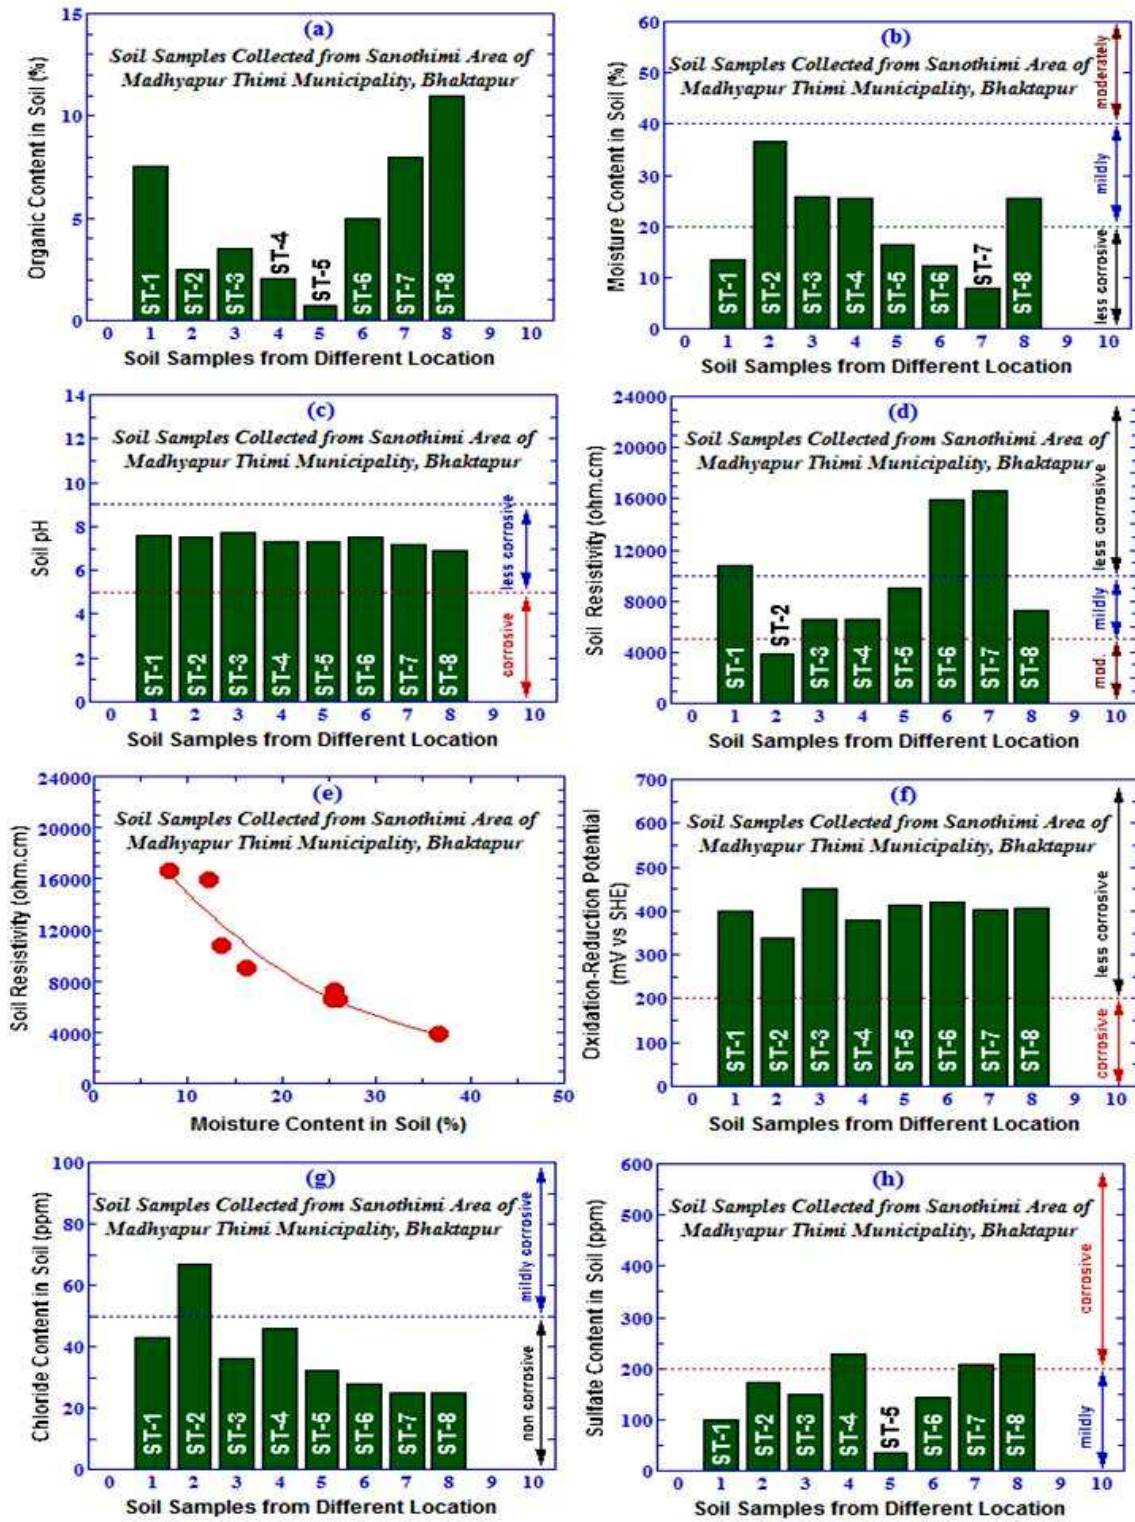 (a)
Soil Samples Collected from Sanothimi Area of
Madhyapur Thimi Municipality, Bhaktapur
Organic Content in Soil (%)
15
10
5
0
ST-1
ST-2
ST-3
ST-4
ST-5
ST-6
ST-7
ST-8
0 1 2 3 4 5 6 7 8 9 10
Soil Samples from Different Location
(b)
Soil Samples Collected from Sanothimi Area of
Madhyapur Thimi Municipality, Bhaktapur
Moisture Content in Soil (%)
60
50
40
30
20
10
0
ST-1
ST-2
ST-3
ST-4
ST-5
ST-6
ST-7
ST-8
moderately
mildly
less corrosive
0 1 2 3 4 5 6 7 8 9 10
Soil Samples from Different Location
(c)
Soil Samples Collected from Sanothimi Area of
Madhyapur Thimi Municipality, Bhaktapur
Soil pH
14
12
10
8
6
4
2
0
ST-1
ST-2
ST-3
ST-4
ST-5
ST-6
ST-7
ST-8
less corrosive
corrosive
0 1 2 3 4 5 6 7 8 9 10
Soil Samples from Different Location
(d)
Soil Samples Collected from Sanothimi Area of
Madhyapur Thimi Municipality, Bhaktapur
Soil Resistivity (ohm.cm)
24000
20000
16000
12000
8000
4000
0
ST-1
ST-2
ST-3
ST-4
ST-5
ST-6
ST-7
ST-8
less corrosive
mildly
mod.
0 1 2 3 4 5 6 7 8 9 10
Soil Samples from Different Location
(e)
Soil Samples Collected from Sanothimi Area of
Madhyapur Thimi Municipality, Bhaktapur
Soil Resistivity (ohm.cm)
24000
20000
16000
12000
8000
4000
0
0 10 20 30 40 50
Moisture Content in Soil (%)
(f)
Soil Samples Collected from Sanothimi Area of
Madhyapur Thimi Municipality, Bhaktapur
Oxidation-Reduction Potential
(mV vs SHE)
700
600
500
400
300
200
100
0
ST-1
ST-2
ST-3
ST-4
ST-5
ST-6
ST-7
ST-8
less corrosive
corrosive
0 1 2 3 4 5 6 7 8 9 10
Soil Samples from Different Location
(g)
Soil Samples Collected from Sanothimi Area of
Madhyapur Thimi Municipality, Bhaktapur
Chloride Content in Soil (ppm)
100
80
60
40
20
0
ST-1
ST-2
ST-3
ST-4
ST-5
ST-6
ST-7
ST-8
mildly corrosive
non corrosive
0 1 2 3 4 5 6 7 8 9 10
Soil Samples from Different Location
(h)
Soil Samples Collected from Sanothimi Area of
Madhyapur Thimi Municipality, Bhaktapur
Sulfate Content in Soil (ppm)
600
500
400
300
200
100
0
ST-1
ST-2
ST-3
ST-4
ST-5
ST-6
ST-7
ST-8
corrosive
mildly
0 1 2 3 4 5 6 7 8 9 10
Soil Samples from Different Location